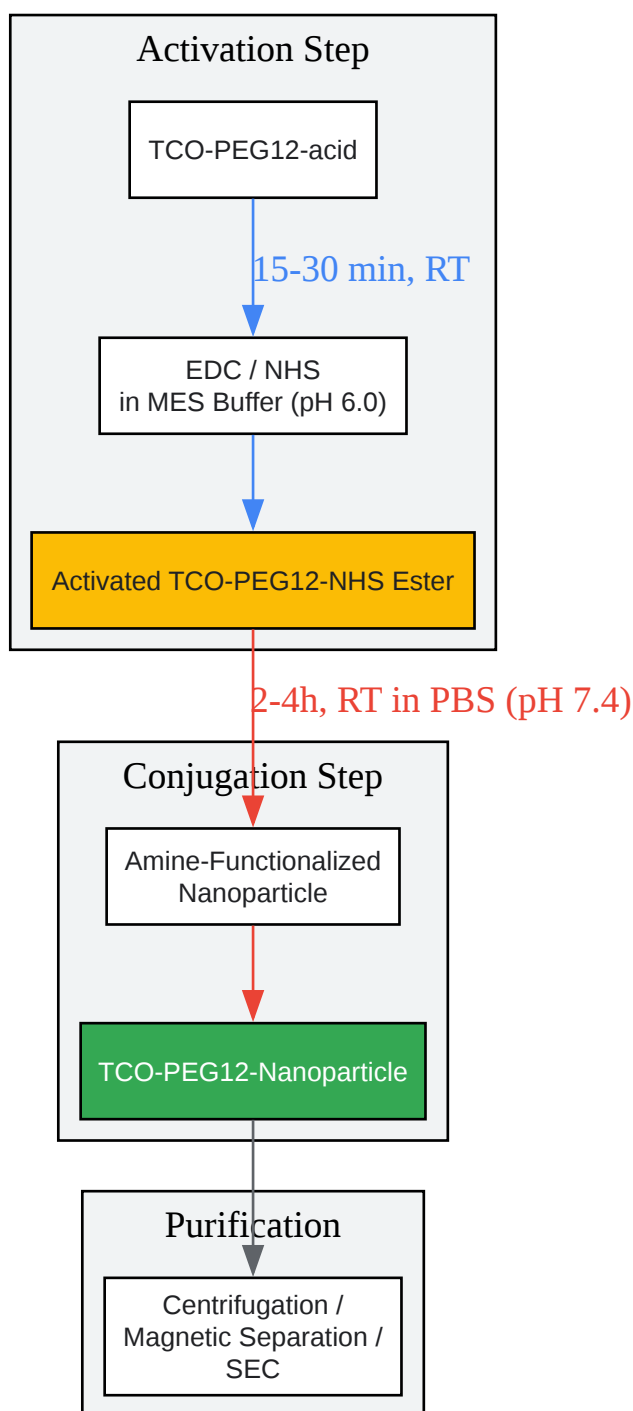 Activation Step
TCO-PEG12-acid
15-30 min, RT
EDC / NHS
in MES Buffer (pH 6.0)
Activated TCO-PEG12-NHS Ester
2-4h, RT in PBS (pH 7.4)
Conjugation Step
Amine-Functionalized
Nanoparticle
TCO-PEG12-Nanoparticle
Purification
Centrifugation /
Magnetic Separation /
SEC